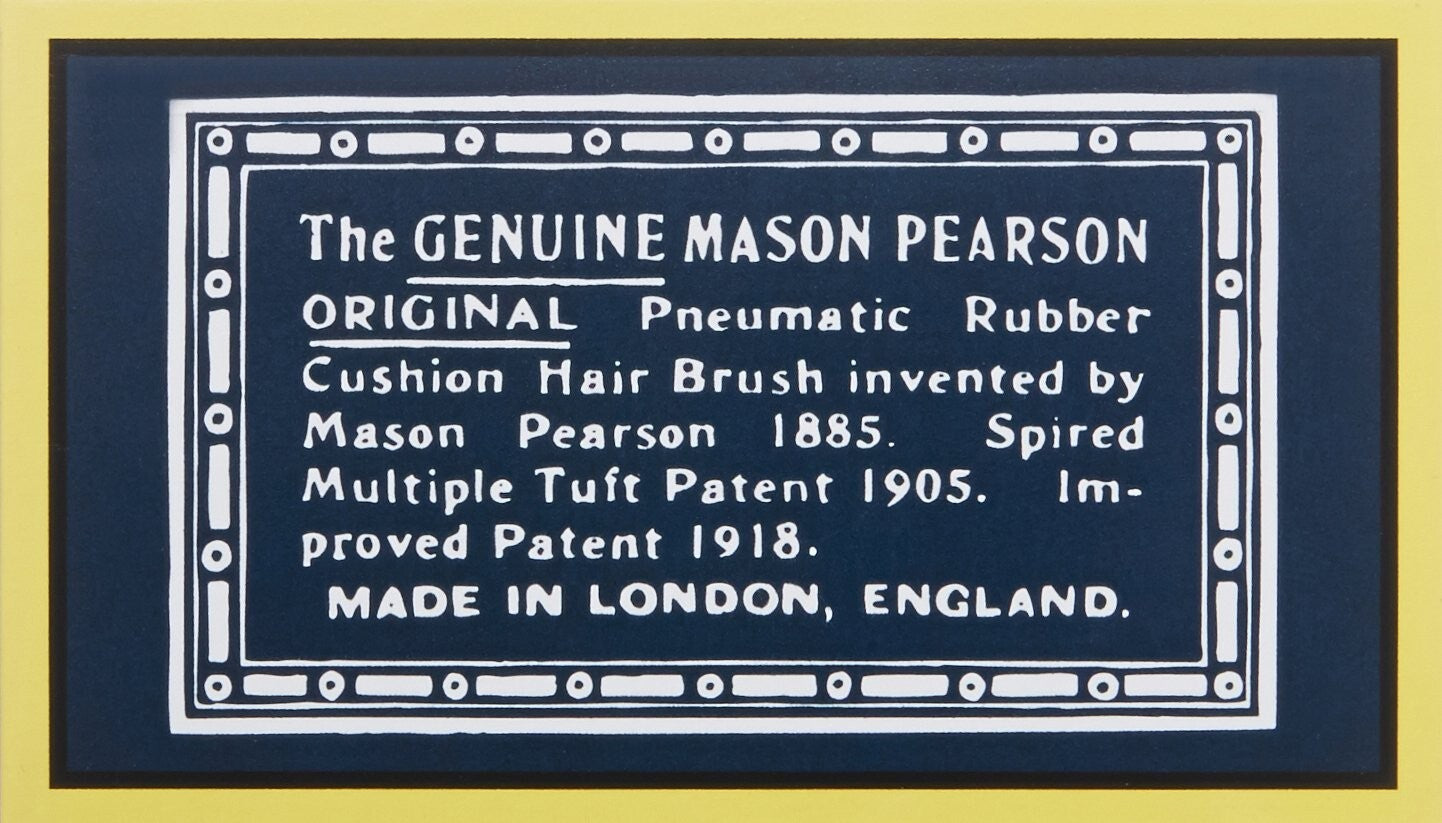 The GENUINE MASON PEARSON
ORIGINAL Pneumatic Rubber
Cushion Hair Brush invented by
Mason Pearson 1885. Spired
Multiple Tuft Patent 1905. Im-
proved Patent 1918.
MADE IN LONDON, ENGLAND.